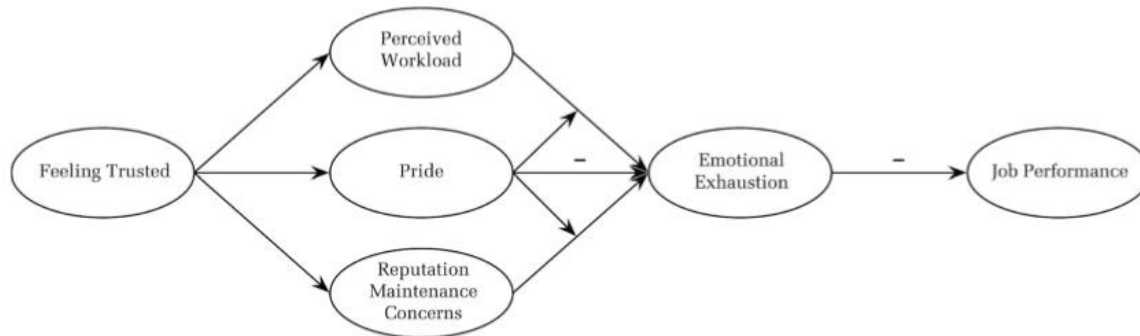 Perceived
Workload
Feeling Trusted
Pride
–
Emotional
Exhaustion
–
Job Performance
Reputation
Maintenance
Concerns